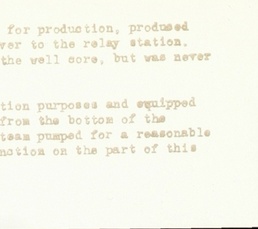 for production, prodused
ver to the relay station.
the well core, but was never
tion purposes and equipped
from the bottom of the
team pumped for a reasonable
nction on the part of this